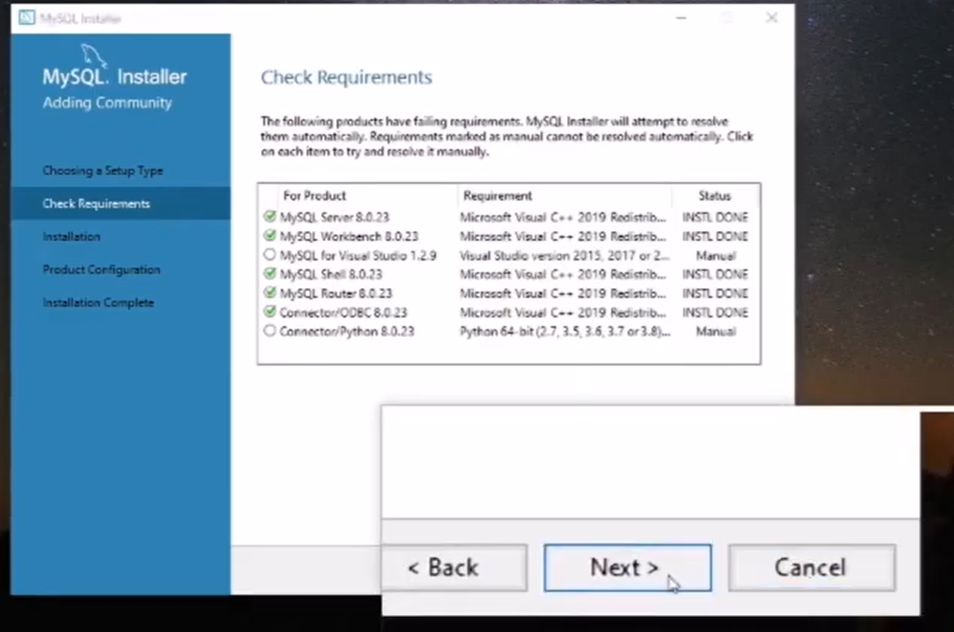 MySQL Installer
MySQL. Installer
Adding Community
Choosing a Setup Type
Check Requirements
Installation
Product Configuration
Installation Complete
Check Requirements
The following products have failing requirements. MySQL Installer will attempt to resolve
them automatically. Requirements marked as manual cannot be resolved automatically. Click
on each item to try and resolve it manually.
For Product Requirement Status
MySQL Server 8.0.23 Microsoft Visual C++ 2019 Redistrib... INSTL DONE
MySQL Workbench 8.0.23 Microsoft Visual C++ 2019 Redistrib... INSTL DONE
MySQL for Visual Studio 1.2.9 Visual Studio version 2015, 2017 or 2... Manual
MySQL Shell 8.0.23 Microsoft Visual C++ 2019 Redistrib... INSTL DONE
MySQL Router 8.0.23 Microsoft Visual C++ 2019 Redistrib... INSTL DONE
Connector/ODBC 8.0.23 Microsoft Visual C++ 2019 Redistrib... INSTL DONE
Connector/Python 8.0.23 Python 64-bit (2.7, 3.5, 3.6, 3.7 or 3.8)... Manual
< Back Next > Cancel